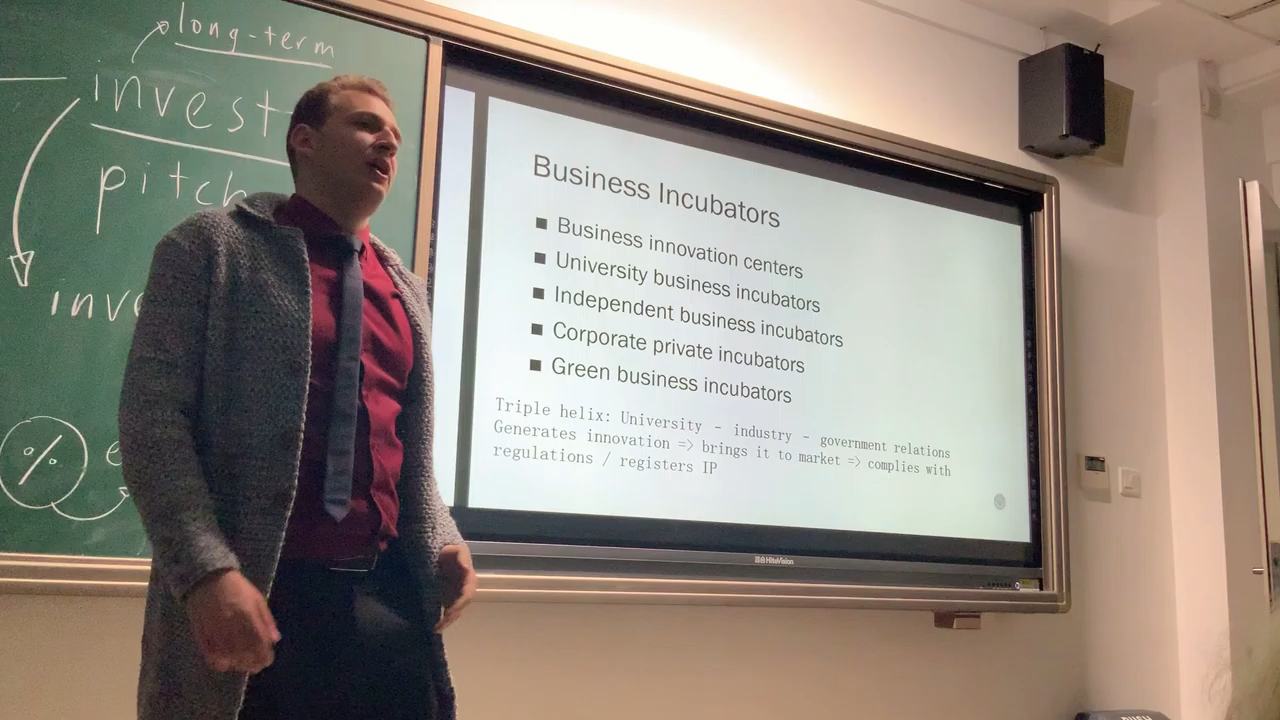 long-term
invest
pitch
inve
%
e
Business Incubators
Business innovation centers
University business incubators
Independent business incubators
Corporate private incubators
Green business incubators
Triple helix: University - industry - government relations
Generates innovation => brings it to market => complies with
regulations / registers IP
HiteVision